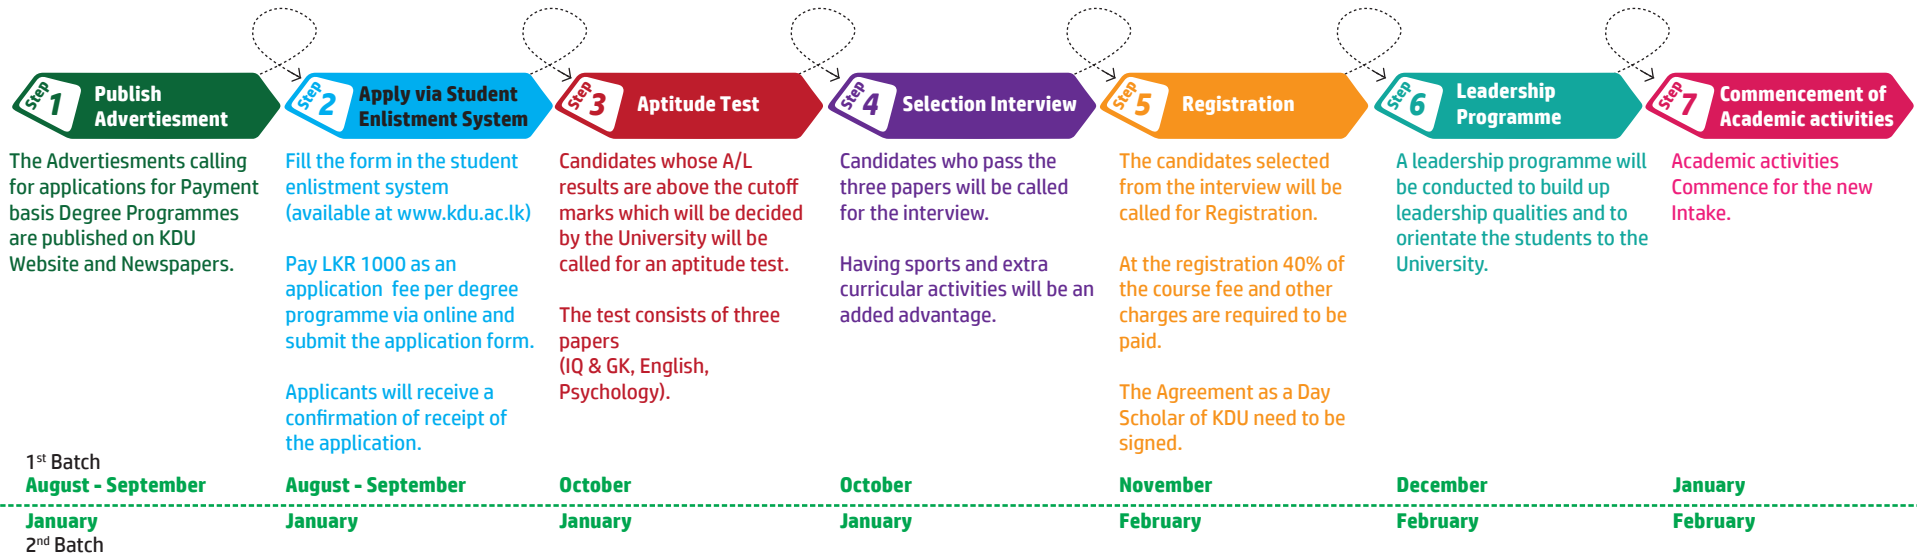 Step 1
Publish
Advertiesment
The Advertiesments calling
for applications for Payment
basis Degree Programmes
are published on KDU
Website and Newspapers.
Step 2
Apply via Student
Enlistment System
Fill the form in the student
enlistment system
(available at www.kdu.ac.lk)
Pay LKR 1000 as an
application fee per degree
programme via online and
submit the application form.
Applicants will receive a
confirmation of receipt of
the application.
Step 3
Aptitude Test
Candidates whose A/L
results are above the cutoff
marks which will be decided
by the University will be
called for an aptitude test.
The test consists of three
papers
(IQ & GK, English,
Psychology).
Step 4
Selection Interview
Candidates who pass the
three papers will be called
for the interview.
Having sports and extra
curricular activities will be an
added advantage.
Step 5
Registration
The candidates selected
from the interview will be
called for Registration.
At the registration 40% of
the course fee and other
charges are required to be
paid.
The Agreement as a Day
Scholar of KDU need to be
signed.
Step 6
Leadership
Programme
A leadership programme will
be conducted to build up
leadership qualities and to
orientate the students to the
University.
Step 7
Commencement of
Academic activities
Academic activities
Commence for the new
Intake.
1st Batch
August - September August - September October October November December January
January January January January February February February
2nd Batch